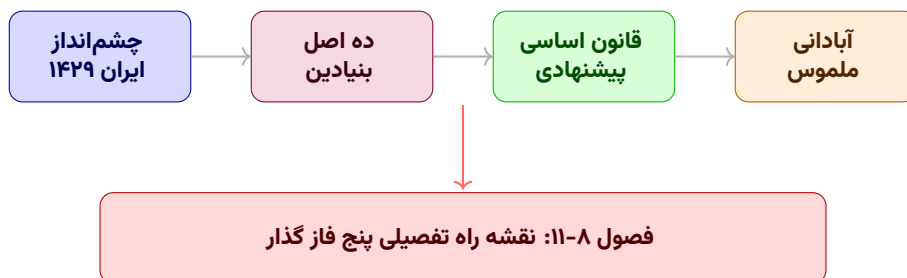 چشم‌انداز
ایران ۱۴۲۹
ده اصل
بنیادین
قانون اساسی
پیشنهادی
آبادانی
ملموس
فصول ۸–۱۱: نقشه راه تفصیلی پنج فاز گذار